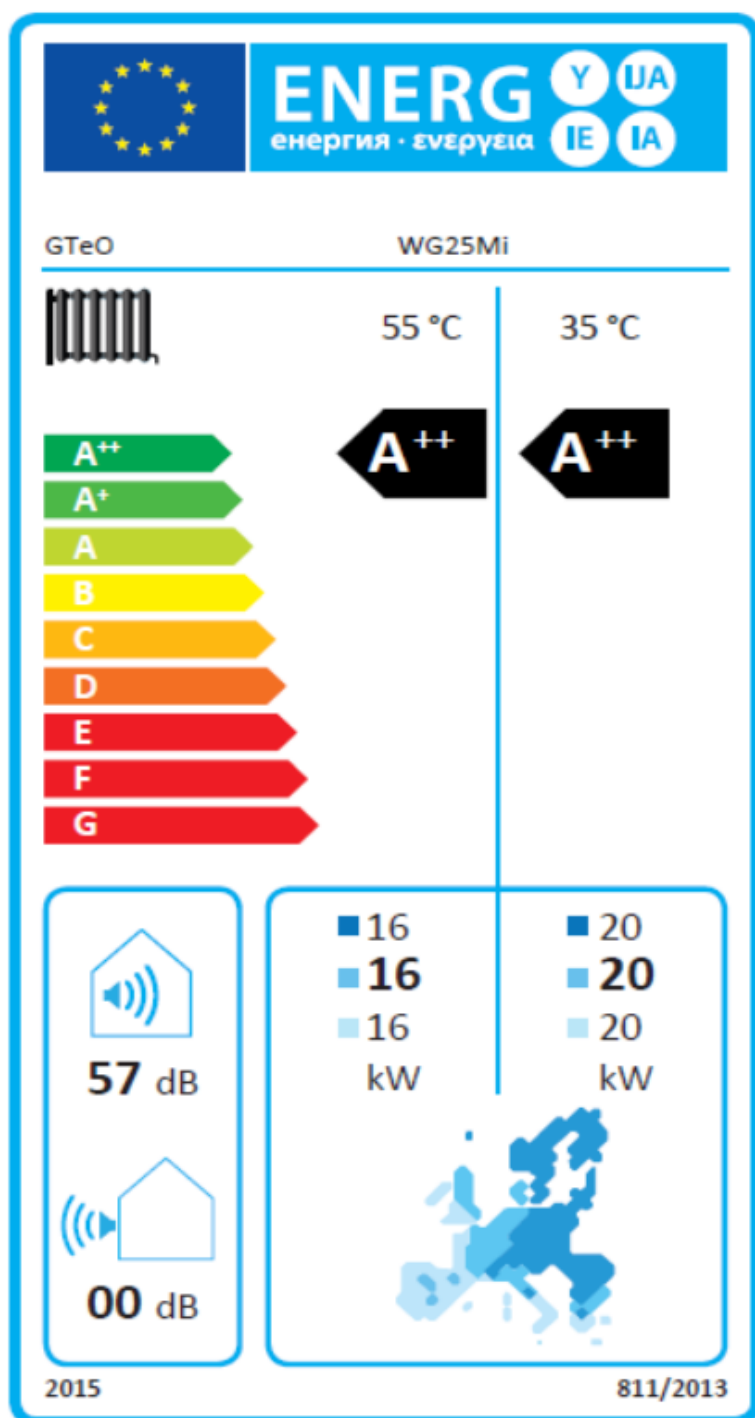 ENERG Y IJA
енергия · ενεργεια IE IA
GTeO WG25Mi
55 °C 35 °C
A++ A++
A++
A+
A
B
C
D
E
F
G
16 20
16 20
16 20
kW kW
57 dB
00 dB
2015 811/2013